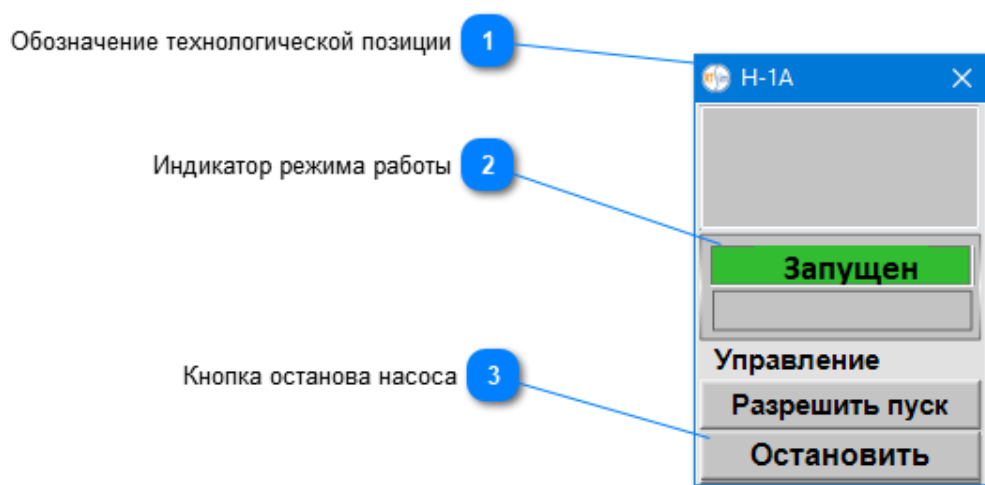 Обозначение технологической позиции 1
Н-1А
Индикатор режима работы 2
Запущен
Управление
Кнопка останова насоса 3
Разрешить пуск
Остановить